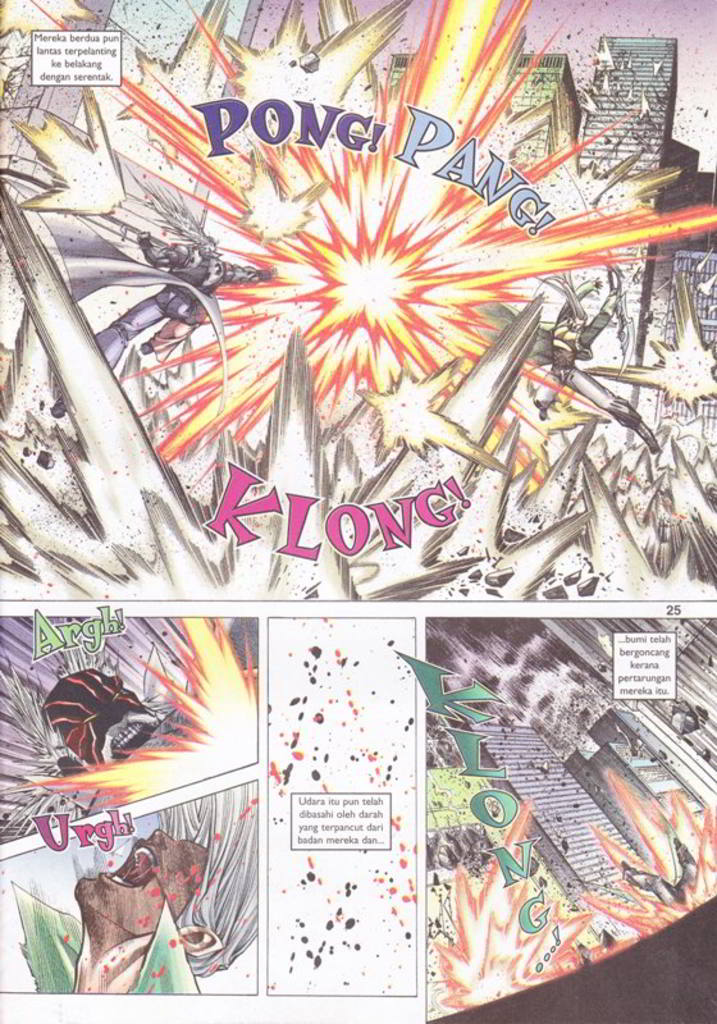 Mereka berdua pun
lantas terpelanting
ke belakang
dengan serentak.
PONG! PANG!
KLONG!
25
Argh!
Urgh!
Udara itu pun telah
dibasahi oleh darah
yang terpancut dari
badan mereka dan...
...bumi telah
bergoncang
kerana
pertarungan
mereka itu.
KLONG...!